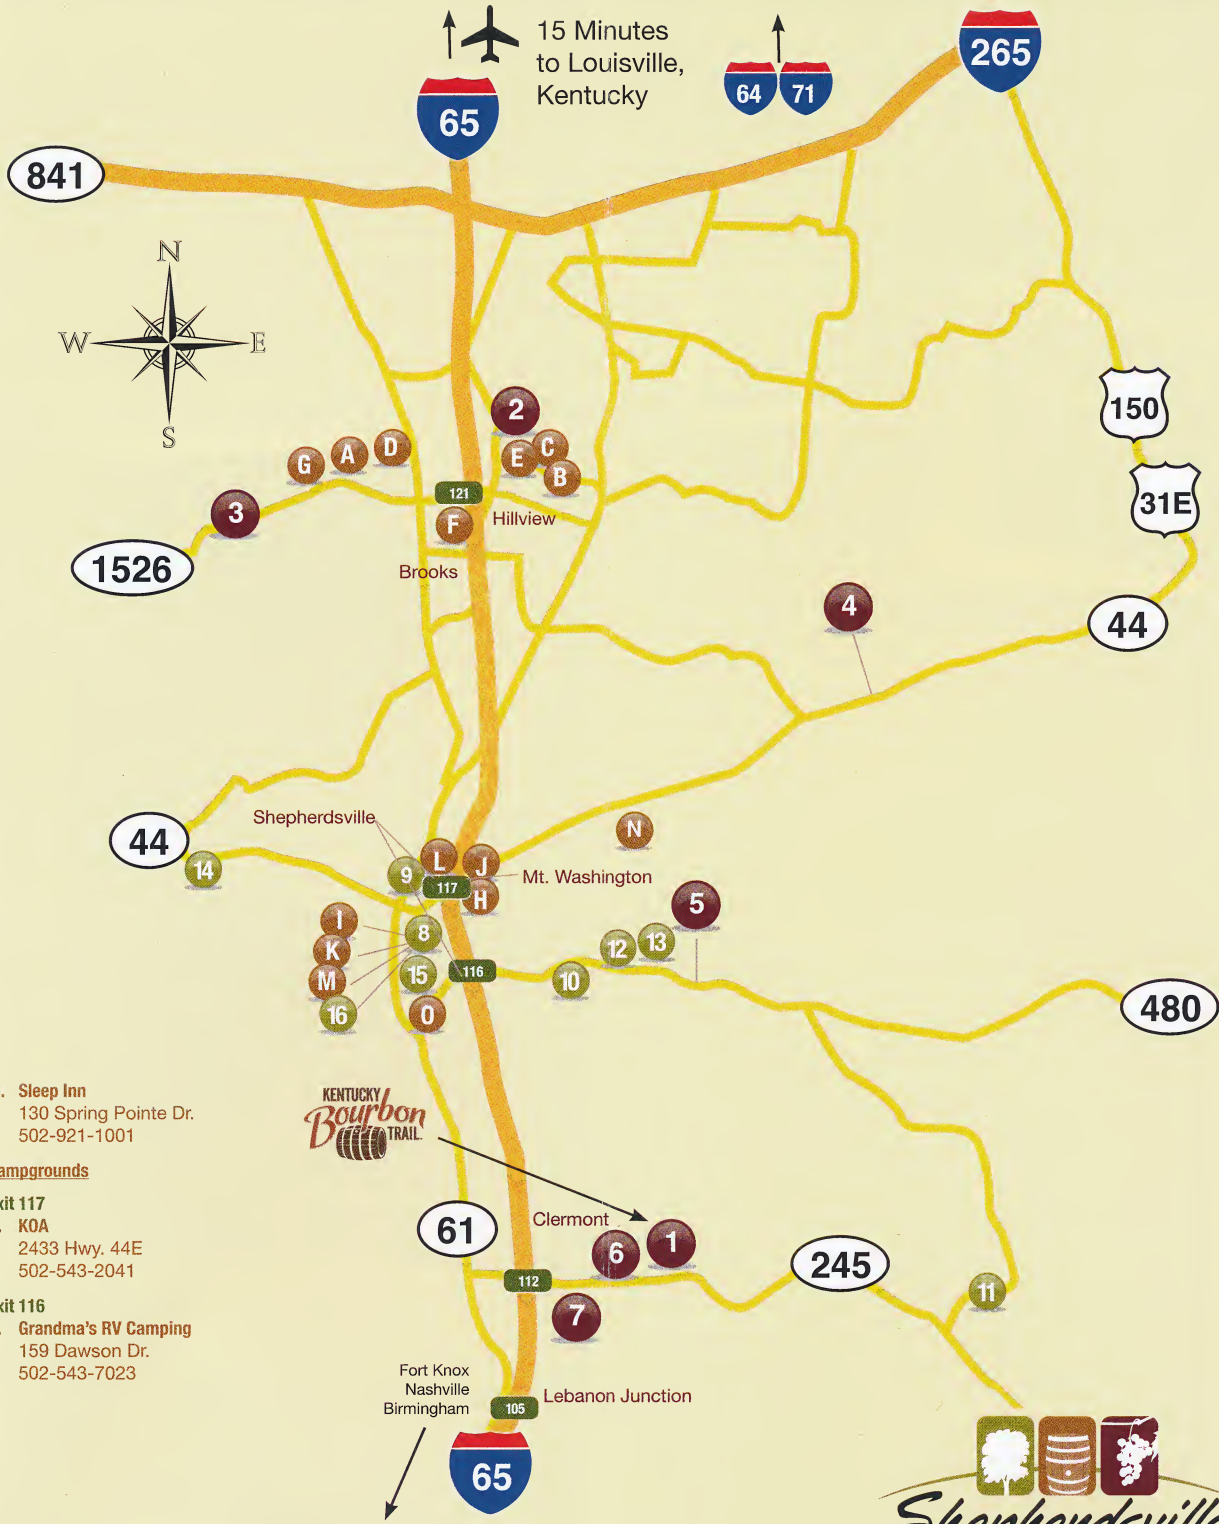 15 Minutes
to Louisville,
Kentucky
65
64
71
265
841
N
W
E
S
150
31E
2
G
A
D
E
C
B
3
121
F
Hillview
1526
Brooks
4
44
Shepherdsville
44
14
9
L
J
N
117
Mt. Washington
H
I
8
5
K
12
13
M
15
116
10
16
O
480
. Sleep Inn
130 Spring Pointe Dr.
502-921-1001
ampgrounds
xit 117
. KOA
2433 Hwy. 44E
502-543-2041
xit 116
. Grandma's RV Camping
159 Dawson Dr.
502-543-7023
KENTUCKY
Bourbon
TRAIL
61
Clermont
6
1
245
112
11
7
Fort Knox
Nashville
Birmingham
105
Lebanon Junction
65
Shepherdsville